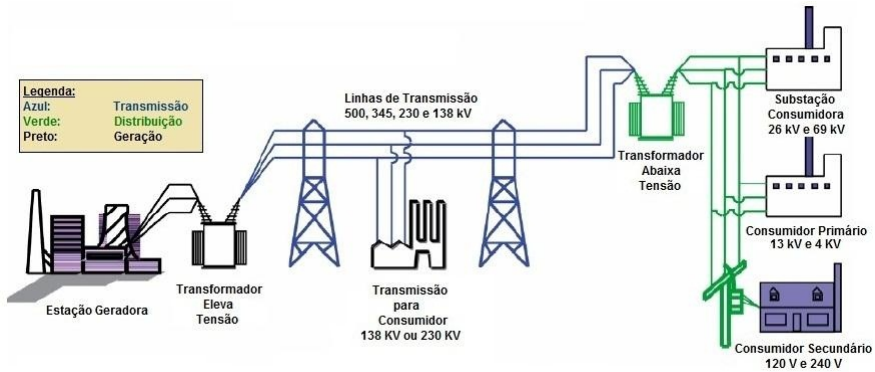 Legenda:
Azul: Transmissão
Verde: Distribuição
Preto: Geração
Linhas de Transmissão
500, 345, 230 e 138 kV
Estação Geradora
Transformador
Eleva
Tensão
Transmissão
para
Consumidor
138 KV ou 230 KV
Transformador
Abaixa
Tensão
Substação
Consumidora
26 kV e 69 kV
Consumidor Primário
13 kV e 4 KV
Consumidor Secundário
120 V e 240 V